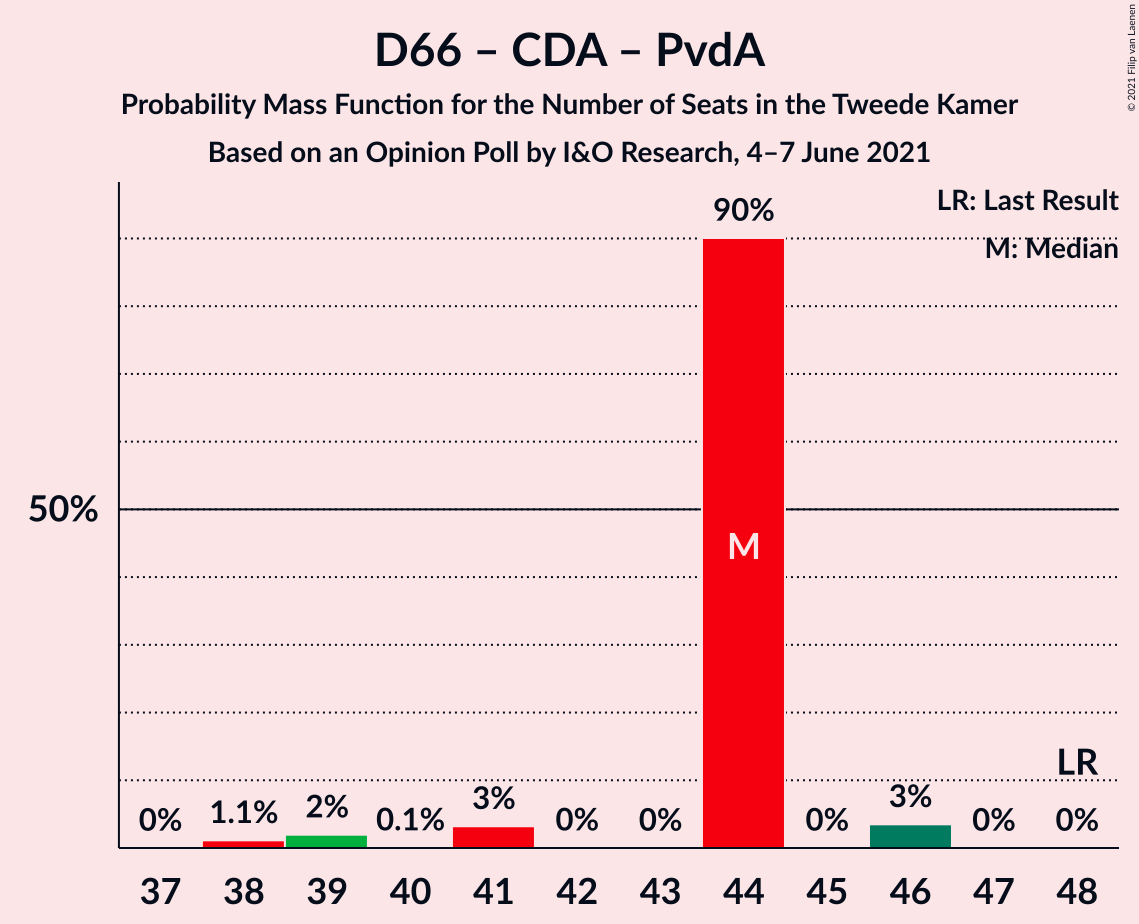 D66 – CDA – PvdA
Probability Mass Function for the Number of Seats in the Tweede Kamer
Based on an Opinion Poll by I&O Research, 4–7 June 2021
© 2021 Filip van Laenen
LR: Last Result
M: Median
90%
50%
M
LR
0% 1.1% 2% 0.1% 3% 0% 0% 0% 3% 0% 0%
37 38 39 40 41 42 43 44 45 46 47 48